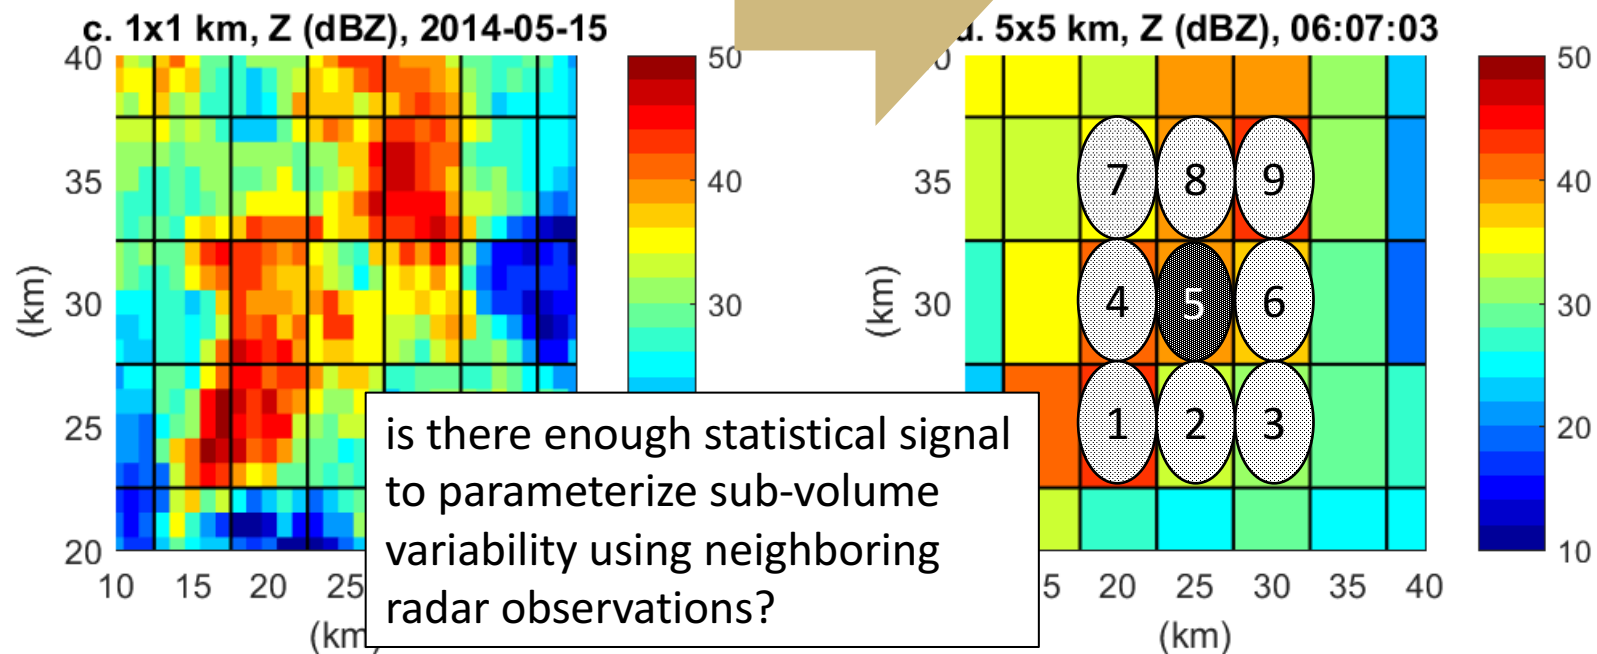 c. 1x1 km, Z (dBZ), 2014-05-15
40
35
30
25
20
10 15 20 25
(km)
(km
50
40
30
is there enough statistical signal
to parameterize sub-volume
variability using neighboring
radar observations?
d. 5x5 km, Z (dBZ), 06:07:03
0
35
30
(km)
7 8 9
4 5 6
1 2 3
5 20 25 30 35 40
(km)
50
40
30
20
10